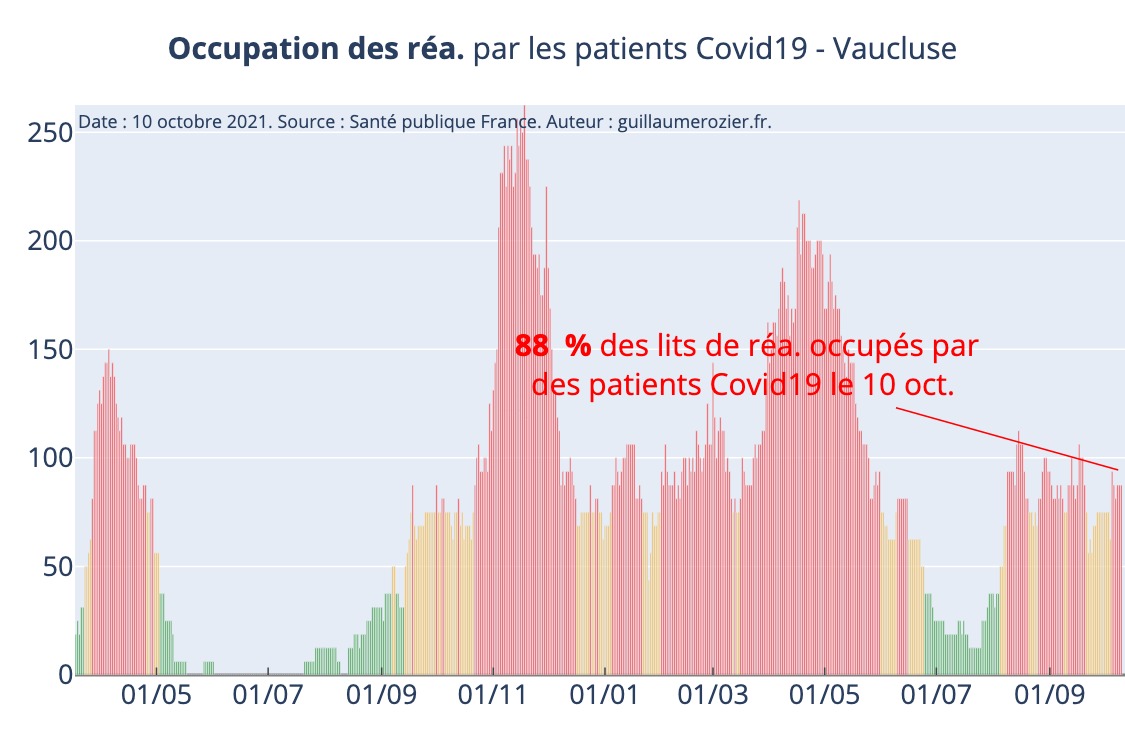 Occupation des réa. par les patients Covid19 - Vaucluse
Date : 10 octobre 2021. Source : Santé publique France. Auteur : guillaumerozier.fr.
250
200
150
88 % des lits de réa. occupés par
des patients Covid19 le 10 oct.
100
50
0
01/05 01/07 01/09 01/11 01/01 01/03 01/05 01/07 01/09